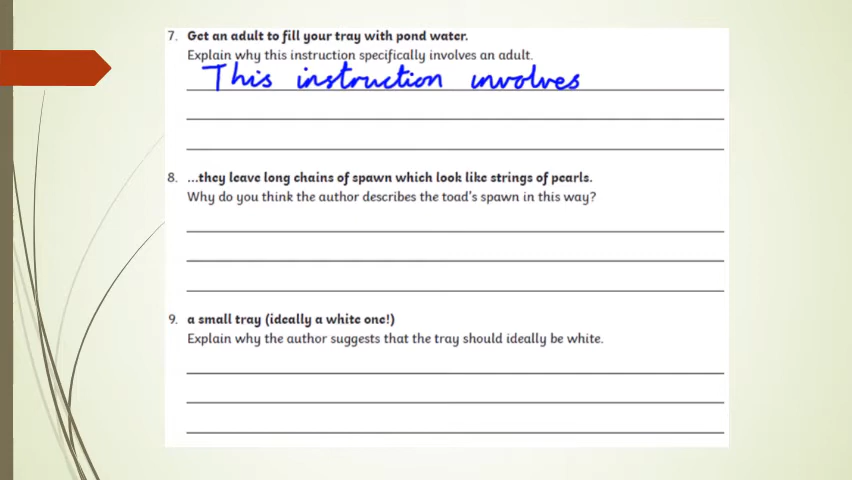 7. Get an adult to fill your tray with pond water.
Explain why this instruction specifically involves an adult.
This instruction involves
8. ...they leave long chains of spawn which look like strings of pearls.
Why do you think the author describes the toad's spawn in this way?
9. a small tray (ideally a white one!)
Explain why the author suggests that the tray should ideally be white.